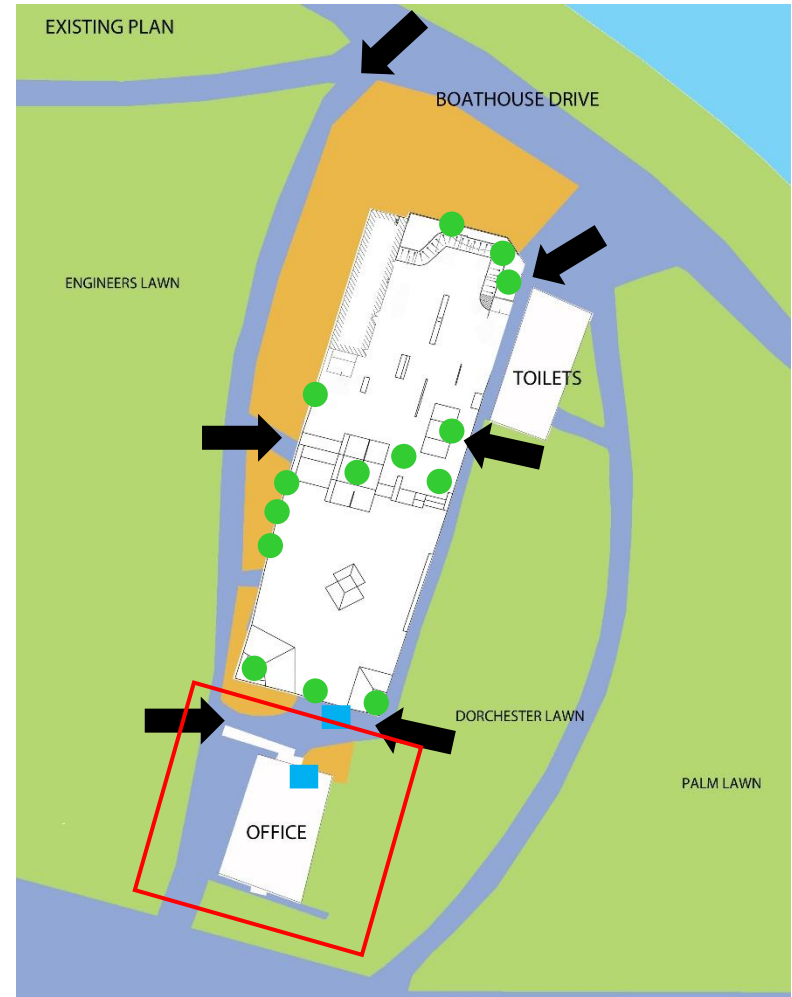 EXISTING PLAN
BOATHOUSE DRIVE
ENGINEERS LAWN
TOILETS
DORCHESTER LAWN
PALM LAWN
OFFICE